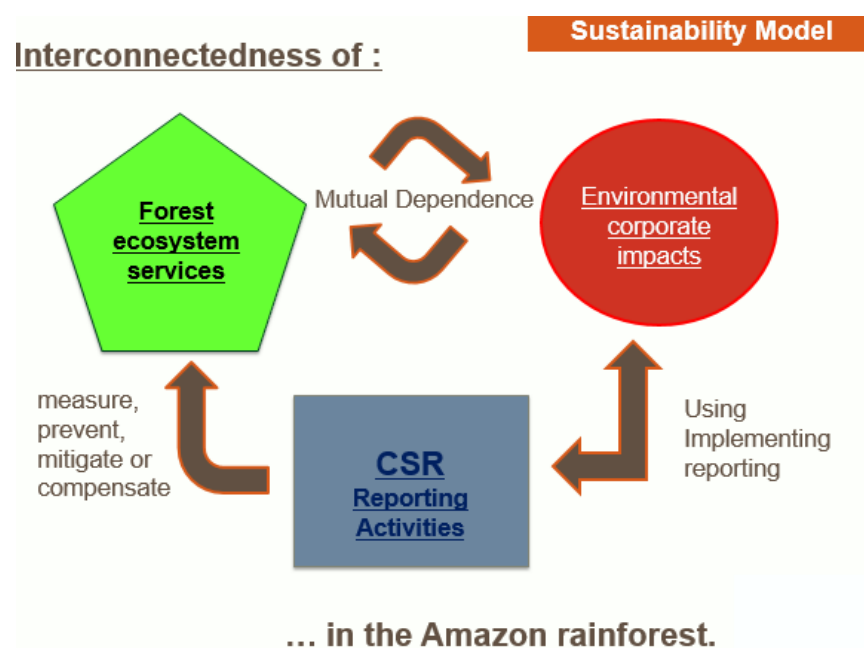 Sustainability Model
Interconnectedness of :
Forest
ecosystem
services
Mutual Dependence
Environmental
corporate
impacts
measure,
prevent,
mitigate or
compensate
CSR
Reporting
Activities
Using
Implementing
reporting
... in the Amazon rainforest.